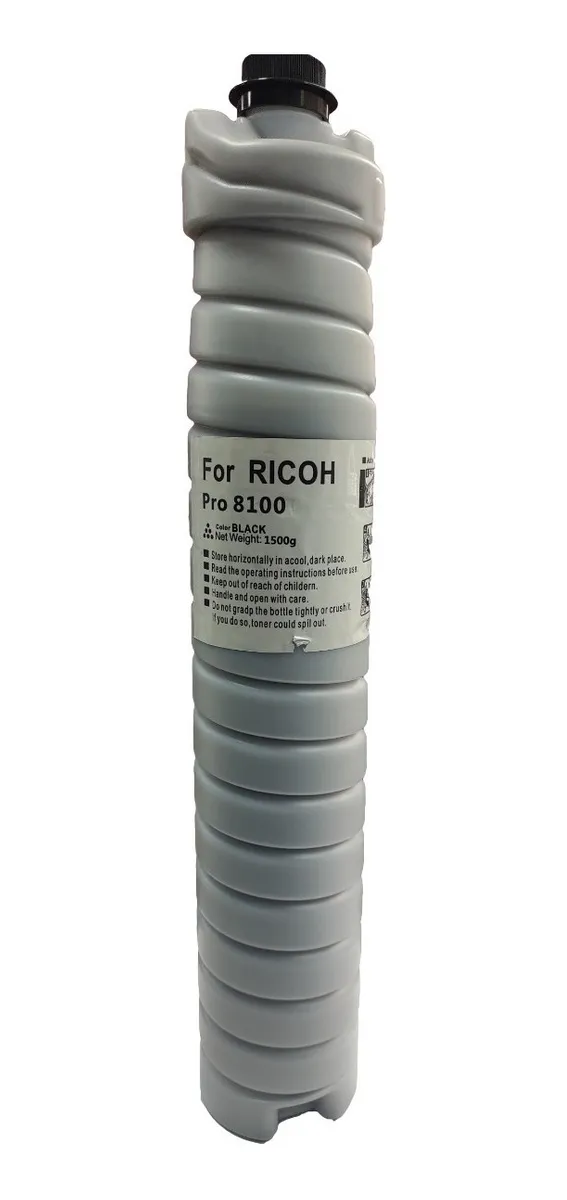 For RICOH
Pro 8100
Color BLACK
Net Weight: 1500g
Store horizontally in acool,dark place.
Read the operating instructions before use.
Keep out of reach of childern.
Handle and open with care.
Do not gradp the bottle tightly or crush it.
If you do so,toner could spill out.